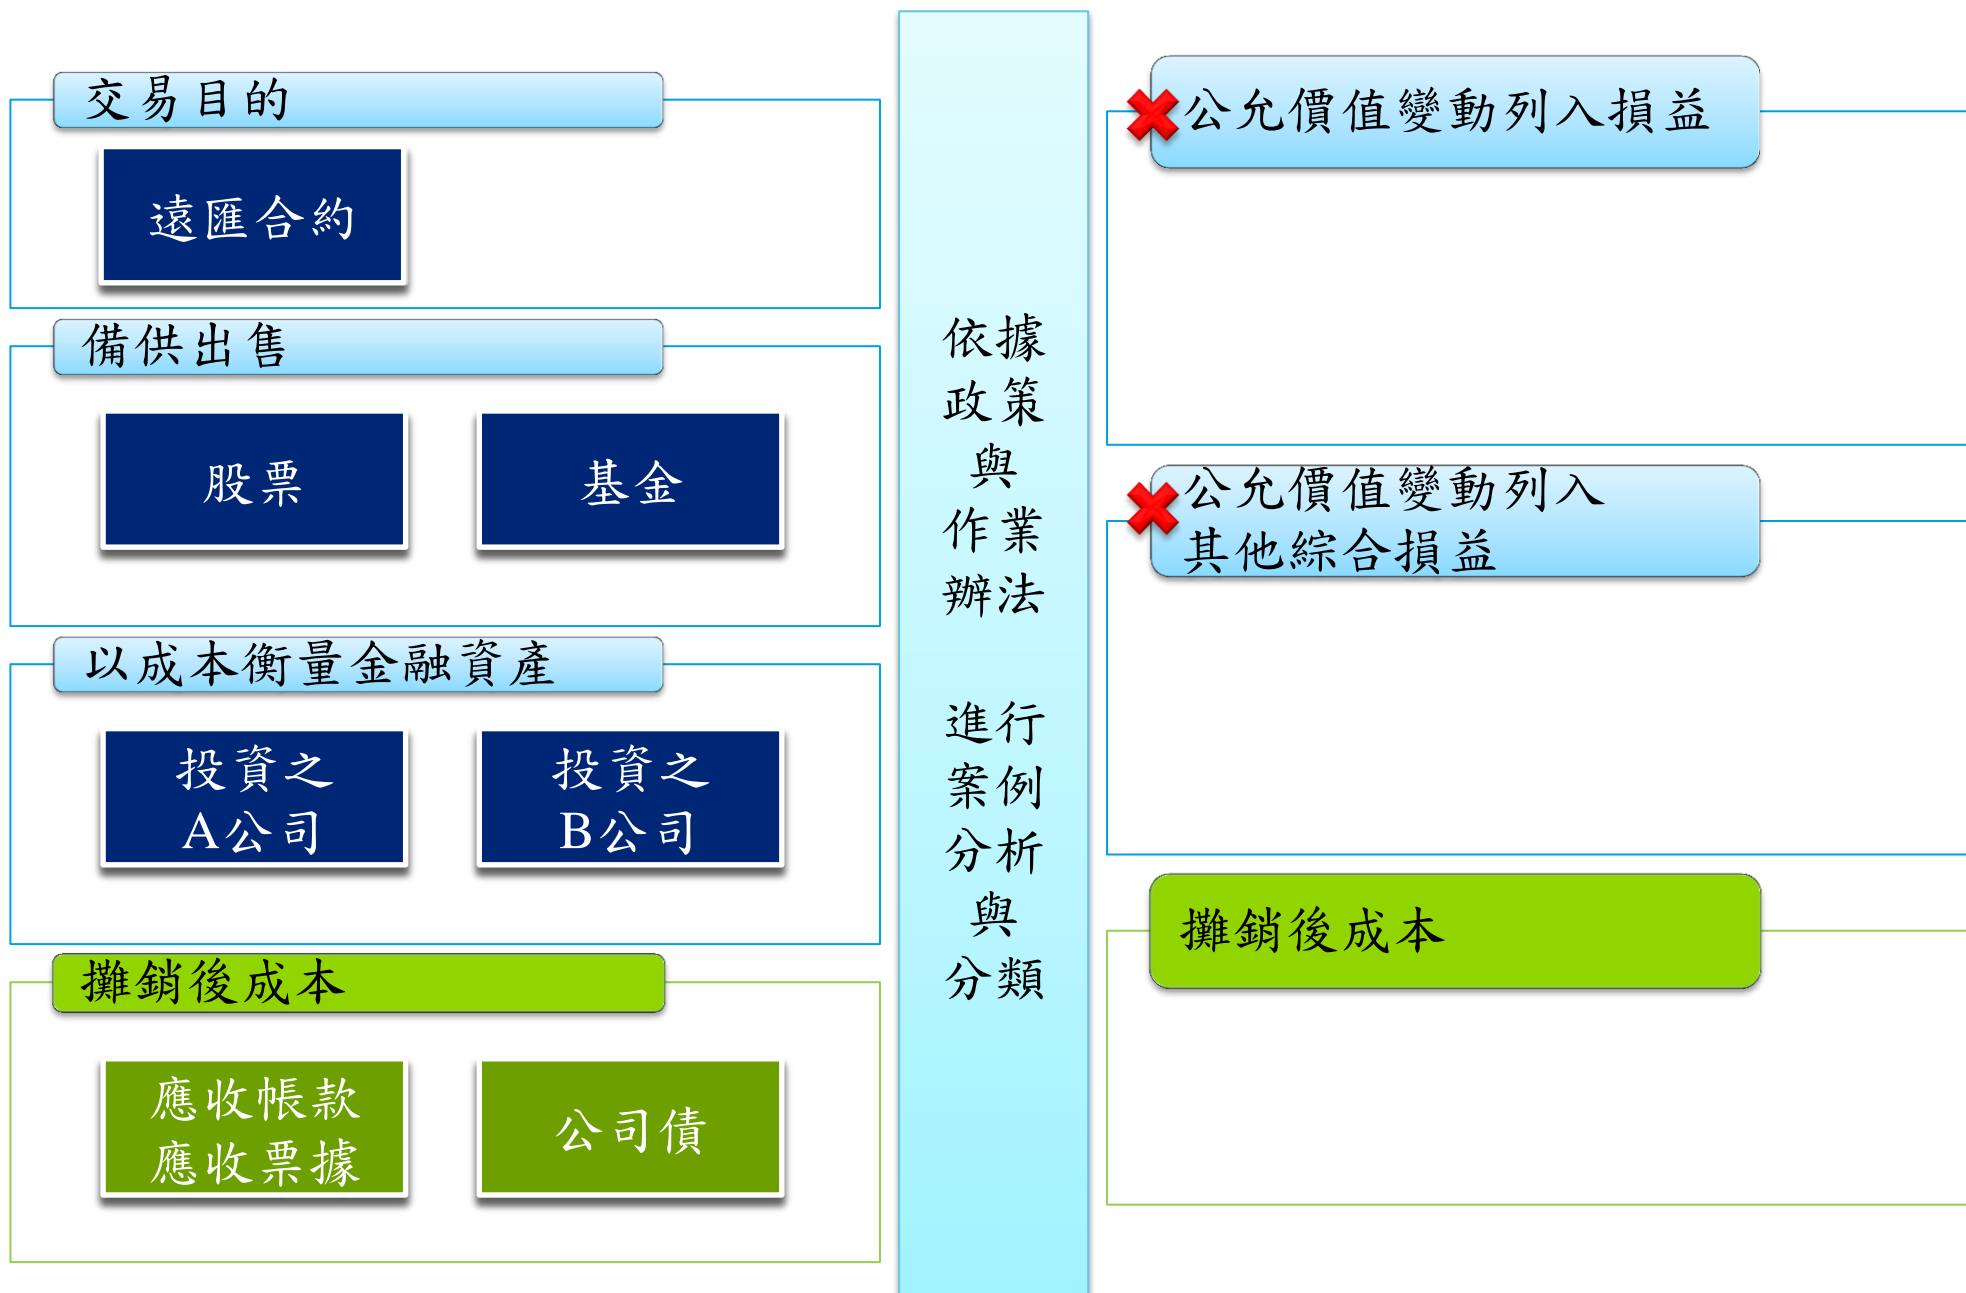 交易目的
遠匯合約
備供出售
股票
基金
以成本衡量金融資產
投資之
A公司
投資之
B公司
攤銷後成本
應收帳款
應收票據
公司債
依據
政策
與
作業
辦法
進行
案例
分析
與
分類
公允價值變動列入損益
公允價值變動列入
其他綜合損益
攤銷後成本